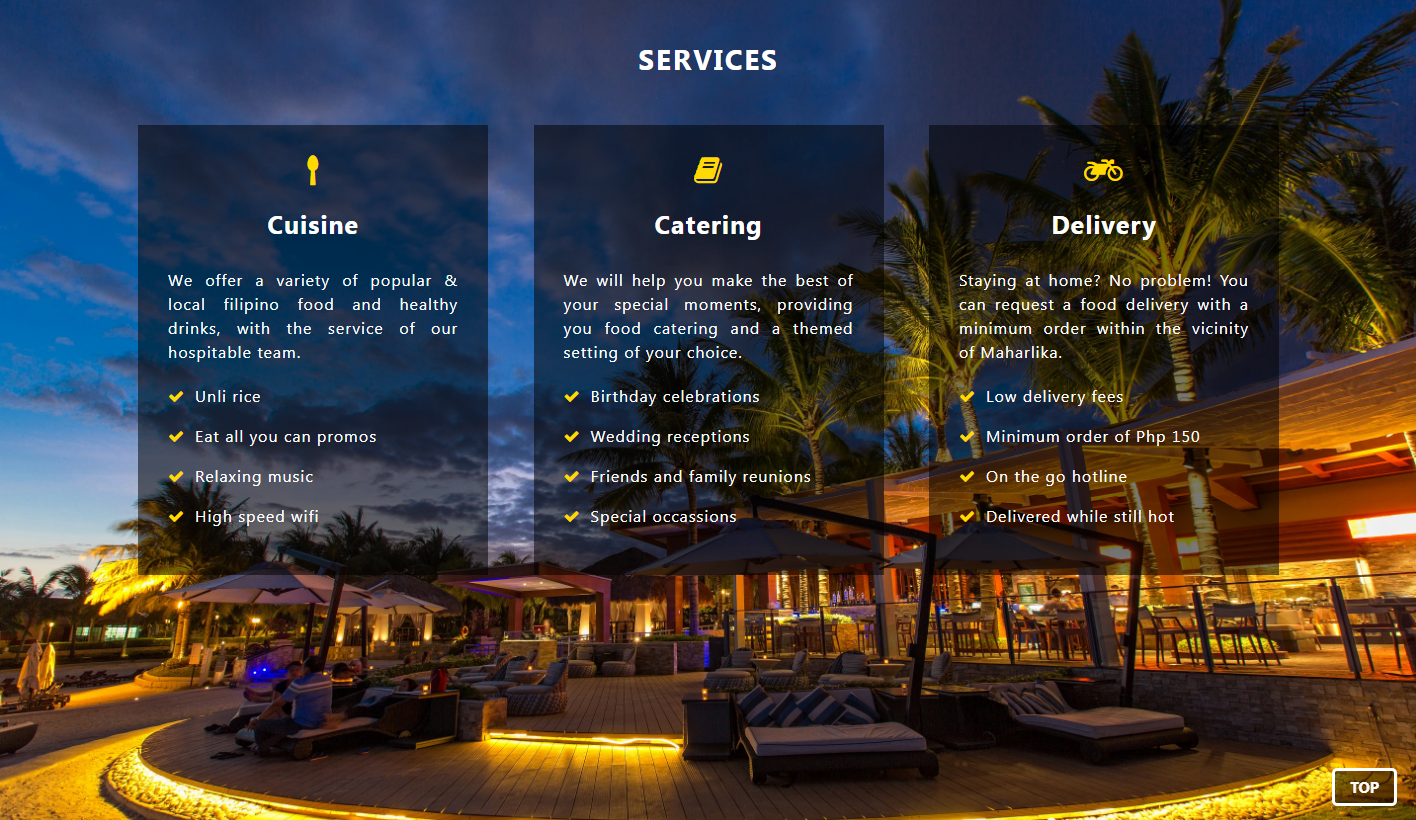 SERVICES
Cuisine
We offer a variety of popular &
local filipino food and healthy
drinks, with the service of our
hospitable team.
Unli rice
Eat all you can promos
Relaxing music
High speed wifi
Catering
We will help you make the best of
your special moments, providing
you food catering and a themed
setting of your choice.
Birthday celebrations
Wedding receptions
Friends and family reunions
Special occassions
Delivery
Staying at home? No problem! You
can request a food delivery with a
minimum order within the vicinity
of Maharlika.
Low delivery fees
Minimum order of Php 150
On the go hotline
Delivered while still hot
TOP